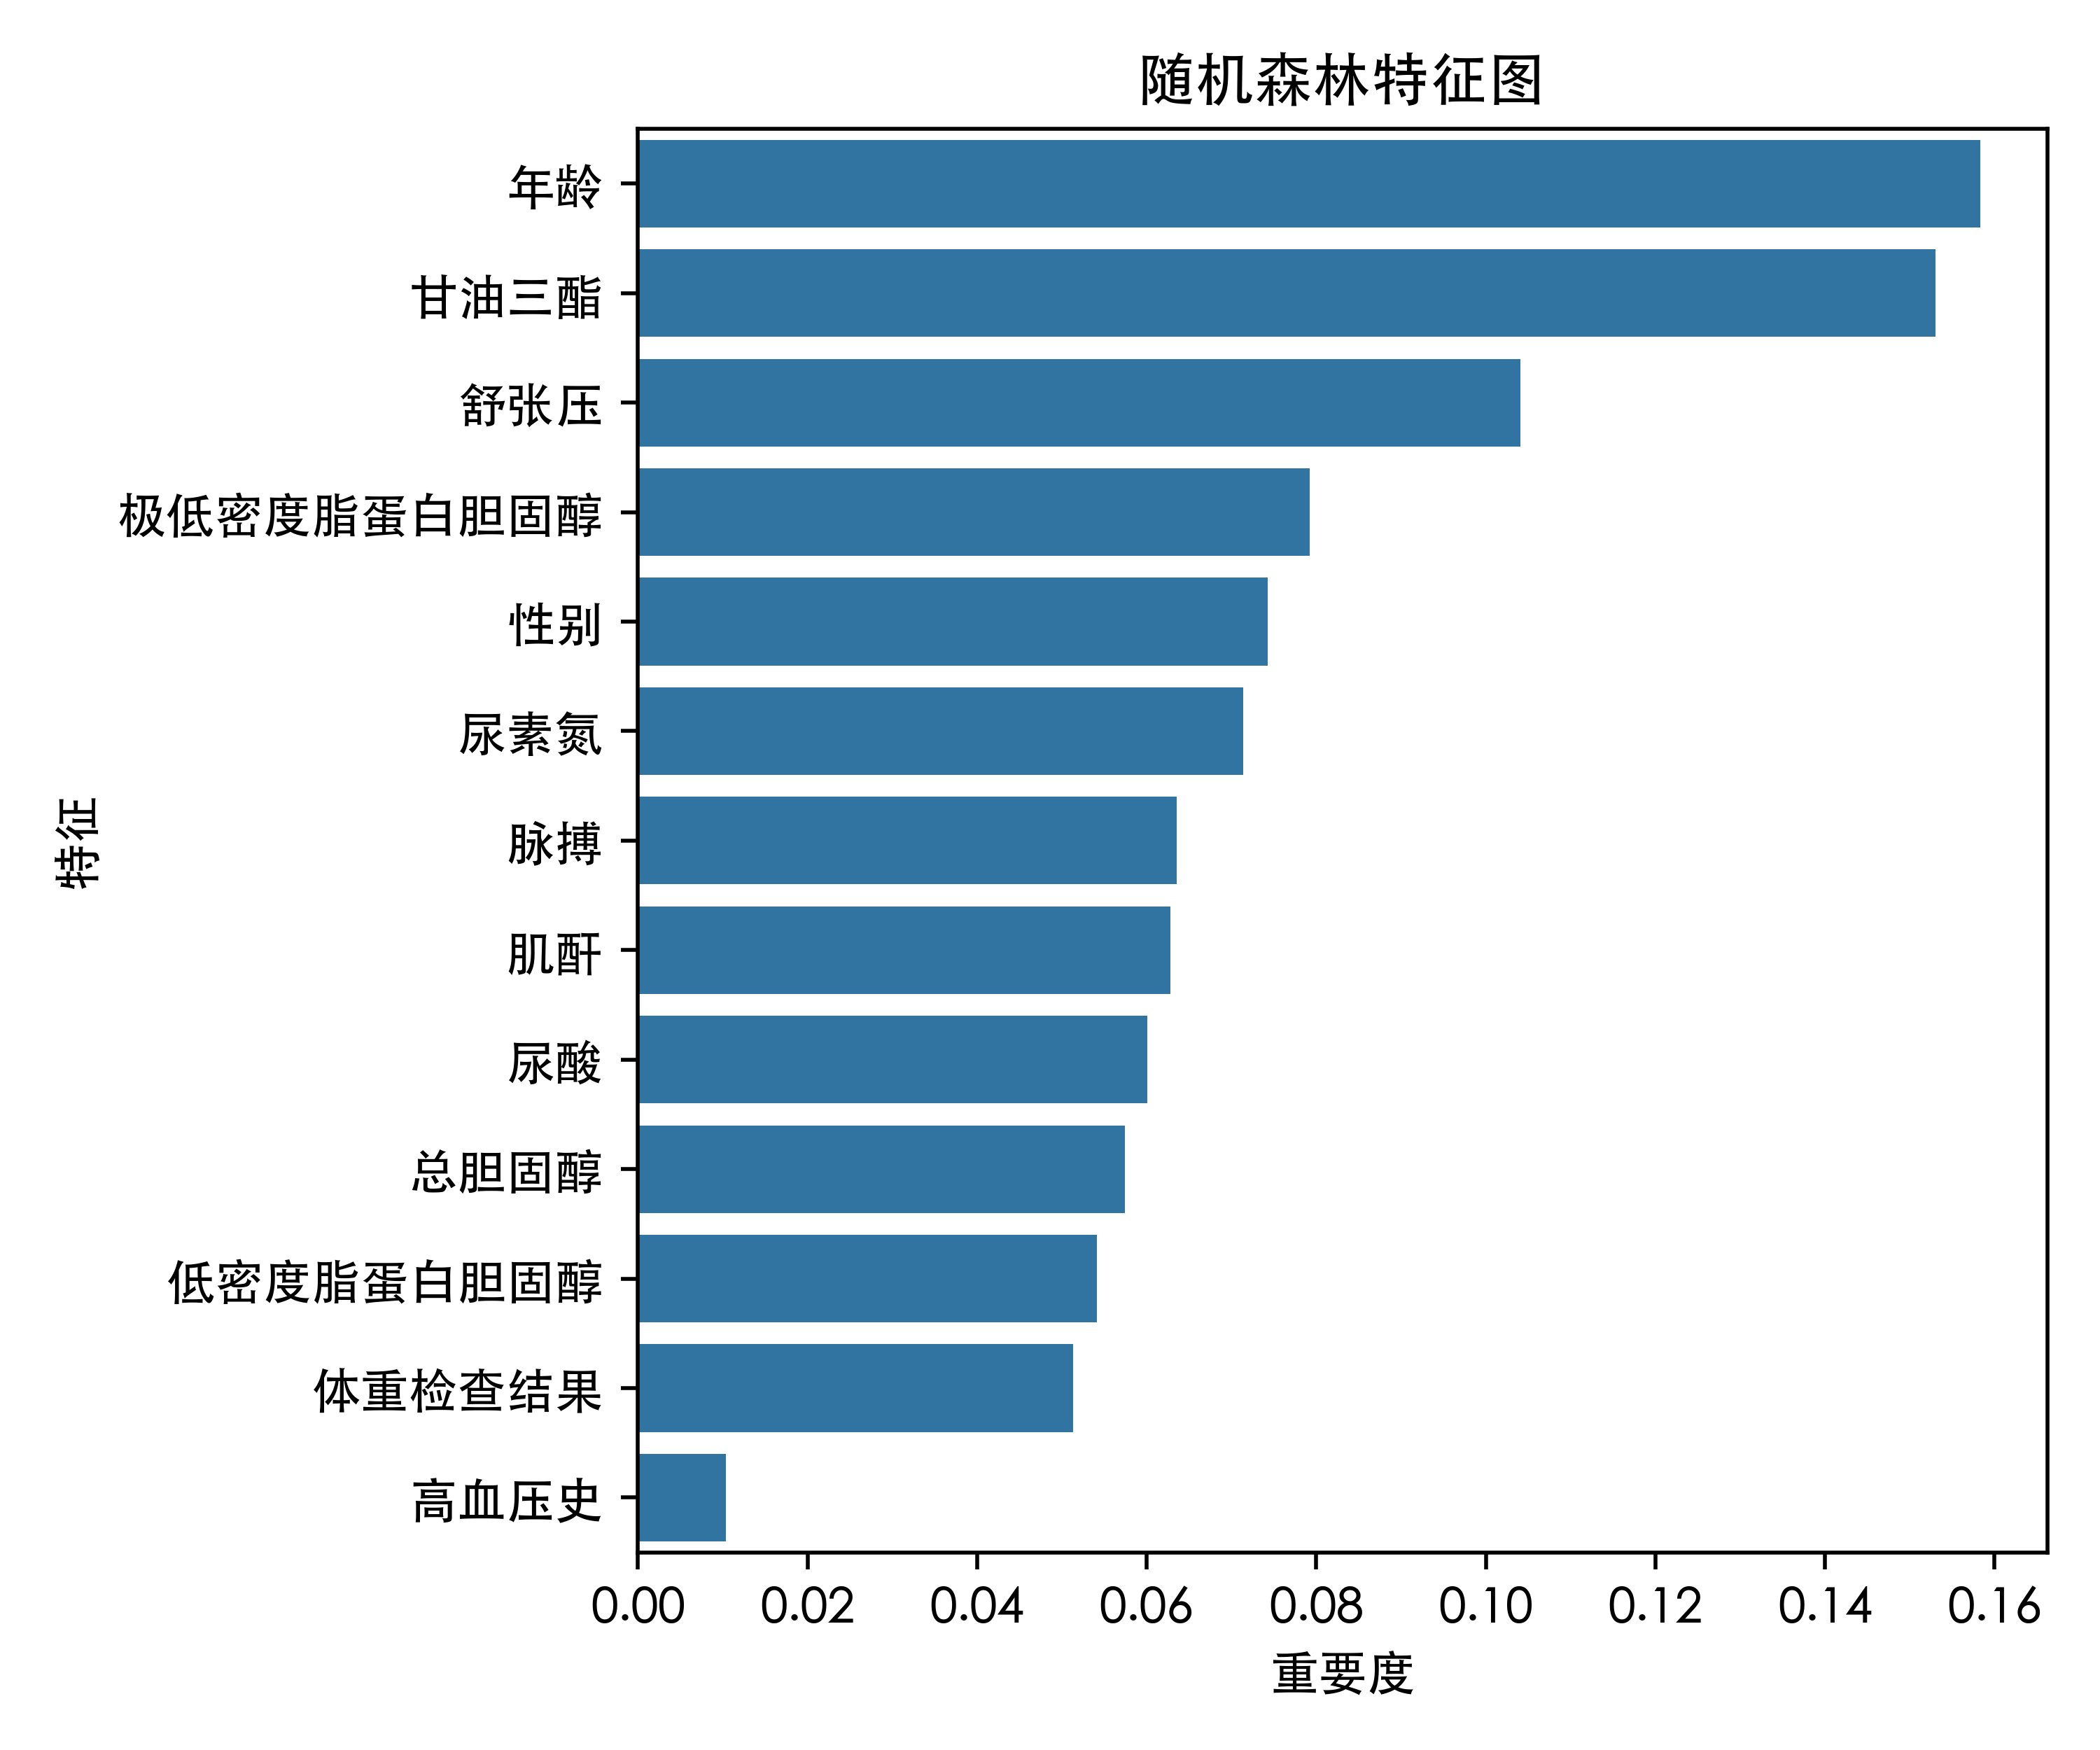 随机森林特征图
年龄
甘油三酯
舒张压
极低密度脂蛋白胆固醇
性别
尿素氮
脉搏
肌酐
尿酸
总胆固醇
低密度脂蛋白胆固醇
体重检查结果
高血压史
特征
0.00 0.02 0.04 0.06 0.08 0.10 0.12 0.14 0.16
重要度